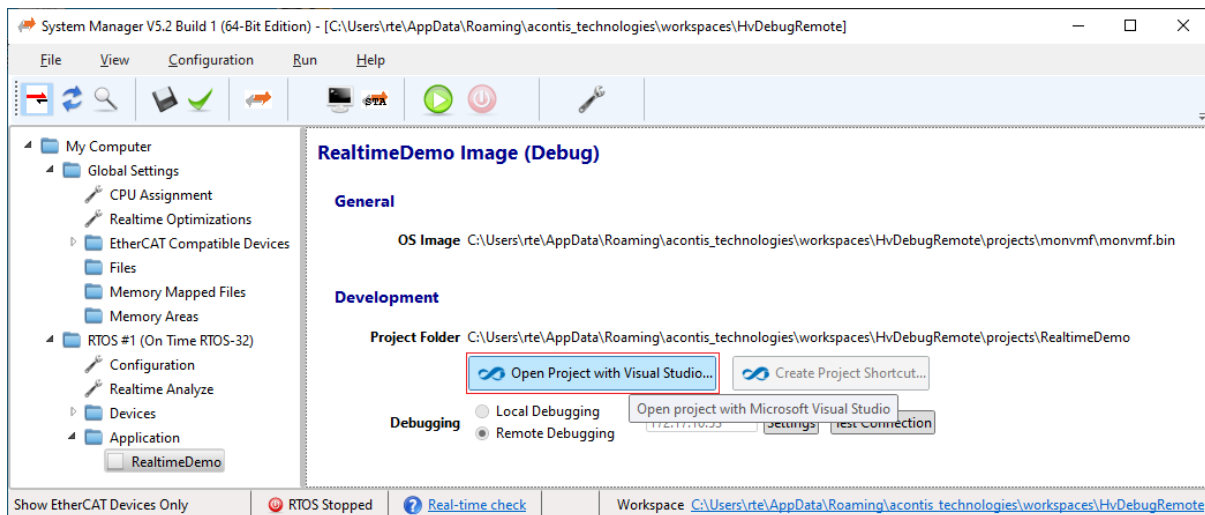 System Manager V5.2 Build 1 (64-Bit Edition) - [C:\Users\rte\AppData\Roaming\acontis_technologies\workspaces\HvDebugRemote]
File View Configuration Run Help
STA
My Computer
Global Settings
CPU Assignment
Realtime Optimizations
EtherCAT Compatible Devices
Files
Memory Mapped Files
Memory Areas
RTOS #1 (On Time RTOS-32)
Configuration
Realtime Analyze
Devices
Application
RealtimeDemo
RealtimeDemo Image (Debug)
General
OS Image C:\Users\rte\AppData\Roaming\acontis_technologies\workspaces\HvDebugRemote\projects\monvmf\monvmf.bin
Development
Project Folder C:\Users\rte\AppData\Roaming\acontis_technologies\workspaces\HvDebugRemote\projects\RealtimeDemo
Open Project with Visual Studio... Create Project Shortcut...
Open project with Microsoft Visual Studio
Debugging Local Debugging
Remote Debugging Settings Test Connection
Show EtherCAT Devices Only RTOS Stopped Real-time check Workspace C:\Users\rte\AppData\Roaming\acontis_technologies\workspaces\HvDebugRemote